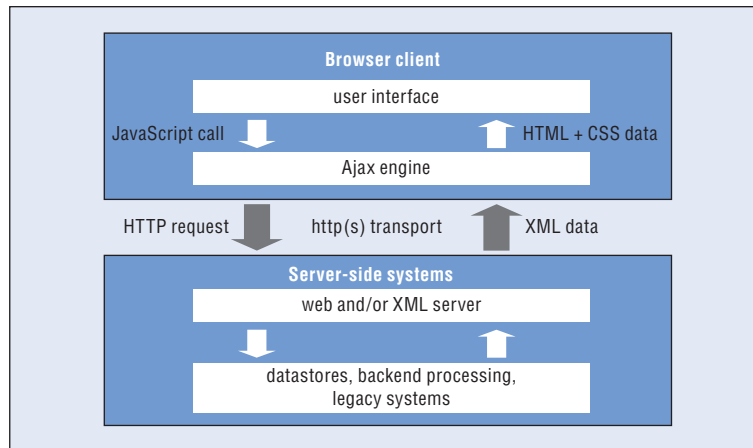 Browser client
user interface
JavaScript call
HTML + CSS data
Ajax engine
HTTP request
http(s) transport
XML data
Server-side systems
web and/or XML server
datastores, backend processing,
legacy systems